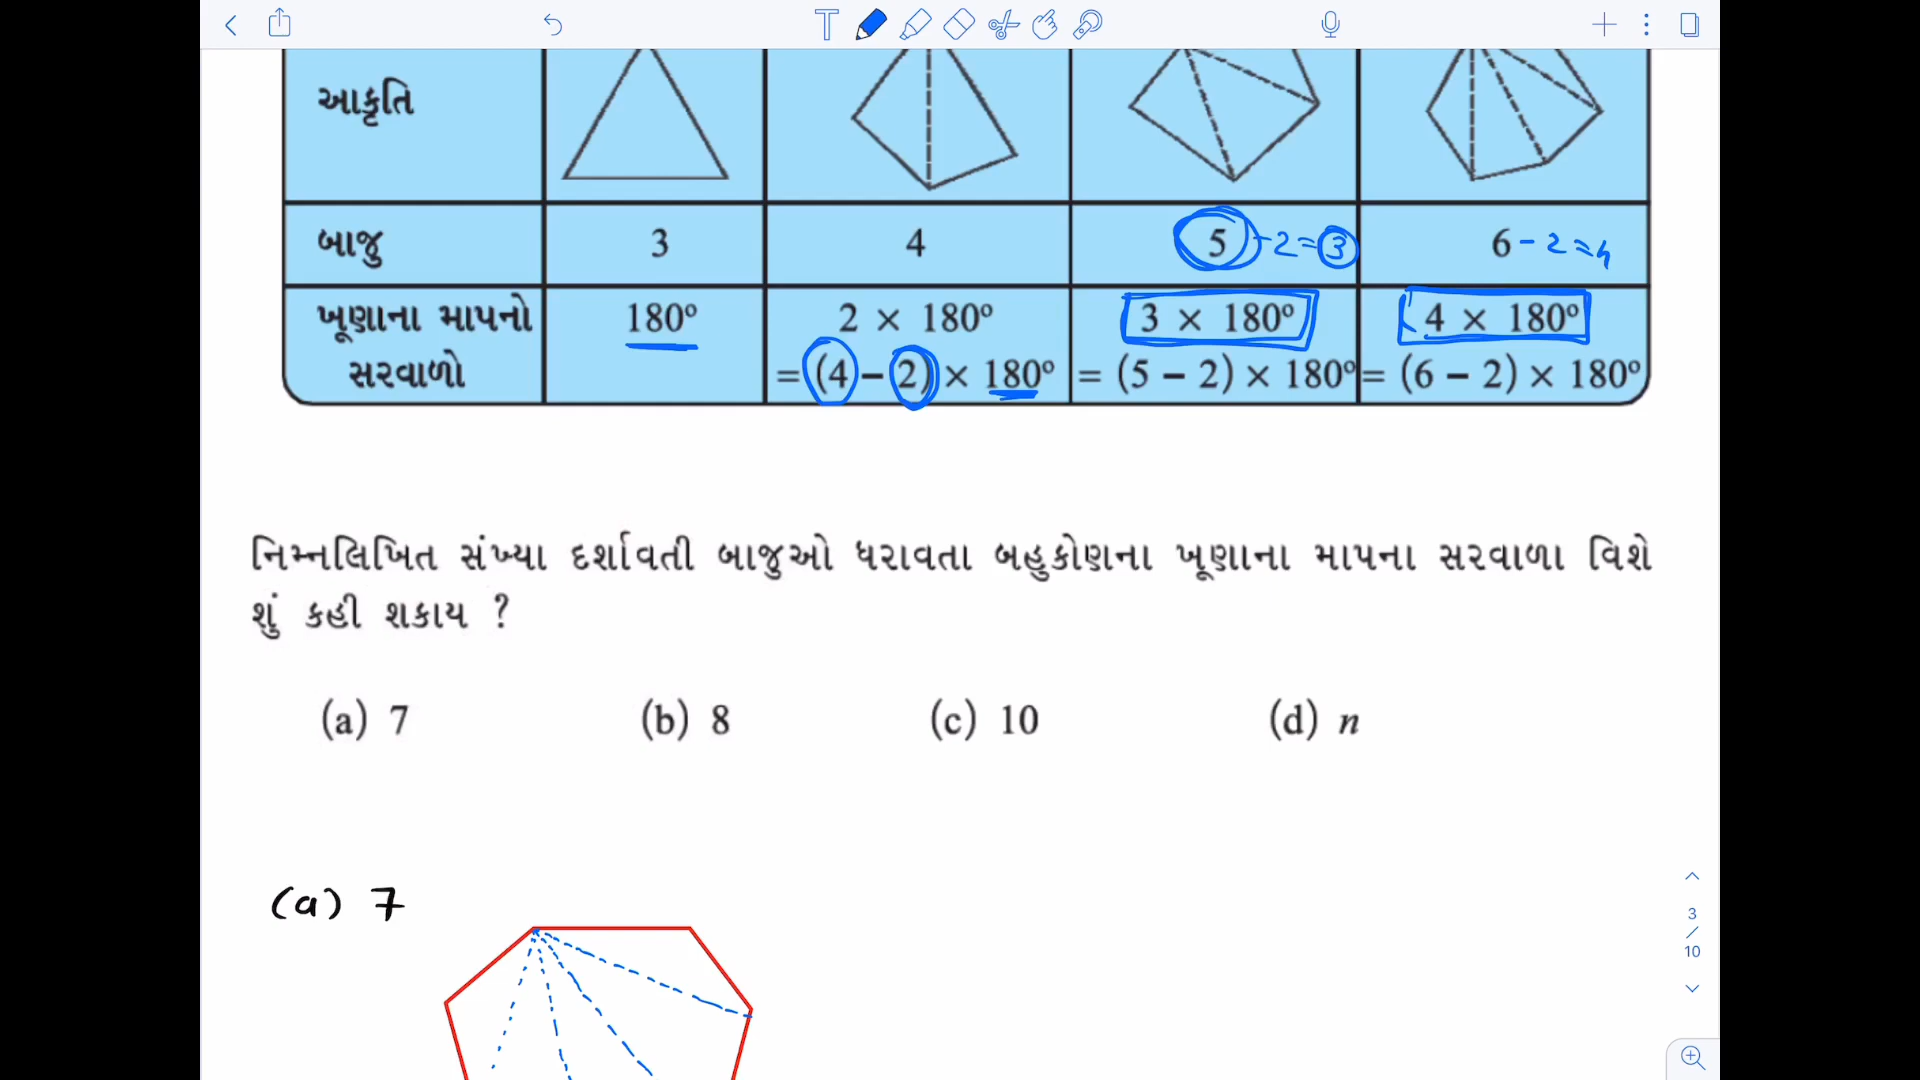 આકૃતિ
બાજુ 3 4 5 - 2 = 3 6 - 2 = 4
ખૂણાના માપનો 180° 2 × 180° 3 × 180° 4 × 180°
સરવાળો = (4 – 2) × 180° = (5 – 2) × 180° = (6 – 2) × 180°
નિમ્નલિખિત સંખ્યા દર્શાવતી બાજુઓ ધરાવતા બહુકોણના ખૂણાના માપના સરવાળા વિશે
શું કહી શકાય ?
(a) 7 (b) 8 (c) 10 (d) n
(a) 7
3
/
10